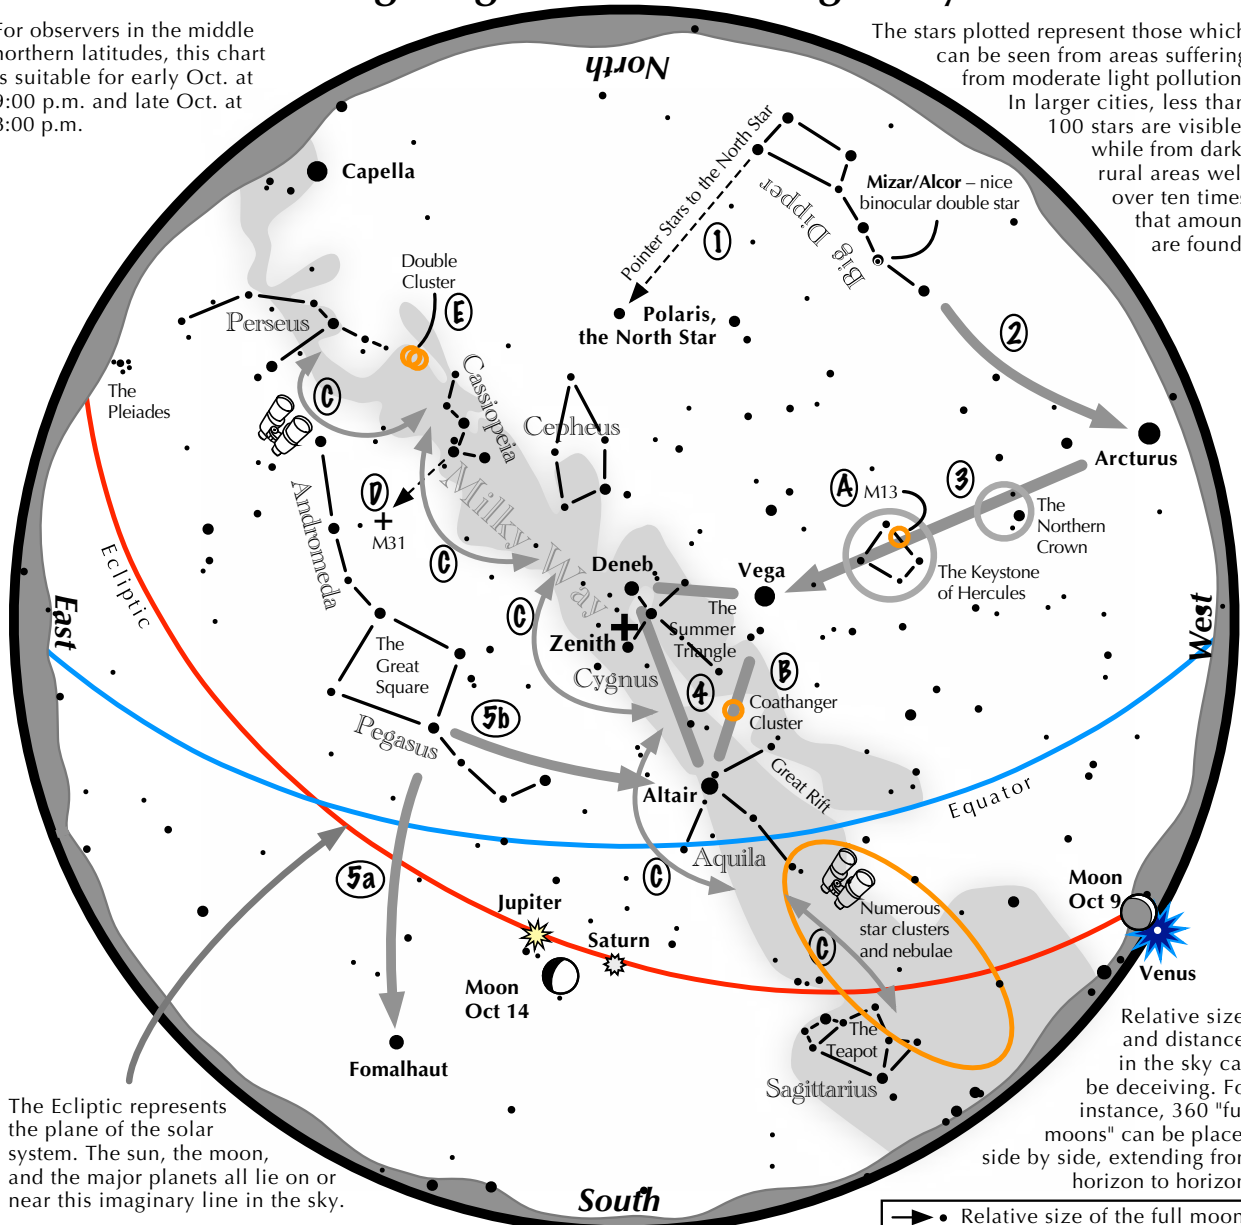 For observers in the middle
northern latitudes, this chart
is suitable for early Oct. at
9:00 p.m. and late Oct. at
8:00 p.m.
The stars plotted represent those which
can be seen from areas suffering
from moderate light pollution
In larger cities, less than
100 stars are visible
while from dark
rural areas well
over ten times
that amount
are found
North
Capella
Pointer Stars to the North Star
1
Big Dipper
Mizar/Alcor – nice
binocular double star
Double
Cluster
E
Perseus
Polaris,
the North Star
2
The
Pleiades
C
Cassiopeia
Cepheus
Arcturus
D
M31
Milky Way
A
M13
3
The
Northern
Crown
Andromeda
C
Deneb
Vega
The Keystone
of Hercules
Ecliptic
East
West
C
The
Summer
Triangle
Zenith
The
Great
Square
Cygnus
4
B
Coathanger
Cluster
5b
Pegasus
Great Rift
Altair
Equator
Aquila
C
5a
Moon
Oct 9
Venus
Jupiter
Saturn
Moon
Oct 14
Numerous
star clusters
and nebulae
C
The
Teapot
Sagittarius
Fomalhaut
The Ecliptic represents
the plane of the solar
system. The sun, the moon,
and the major planets all lie on or
near this imaginary line in the sky.
Relative size
and distance
in the sky ca
be deceiving. Fo
instance, 360 "fu
moons" can be place
side by side, extending fro
horizon to horizon
South
Relative size of the full moon